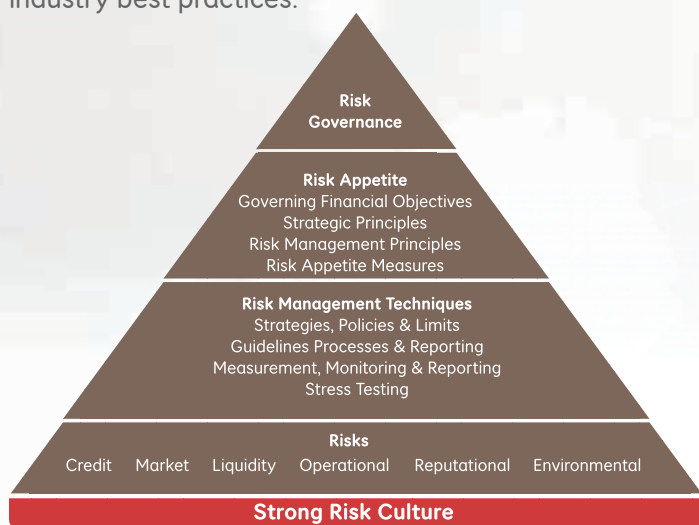 industry best practices.
Risk
Governance
Risk Appetite
Governing Financial Objectives
Strategic Principles
Risk Management Principles
Risk Appetite Measures
Risk Management Techniques
Strategies, Policies & Limits
Guidelines Processes & Reporting
Measurement, Monitoring & Reporting
Stress Testing
Risks
Credit Market Liquidity Operational Reputational Environmental
Strong Risk Culture